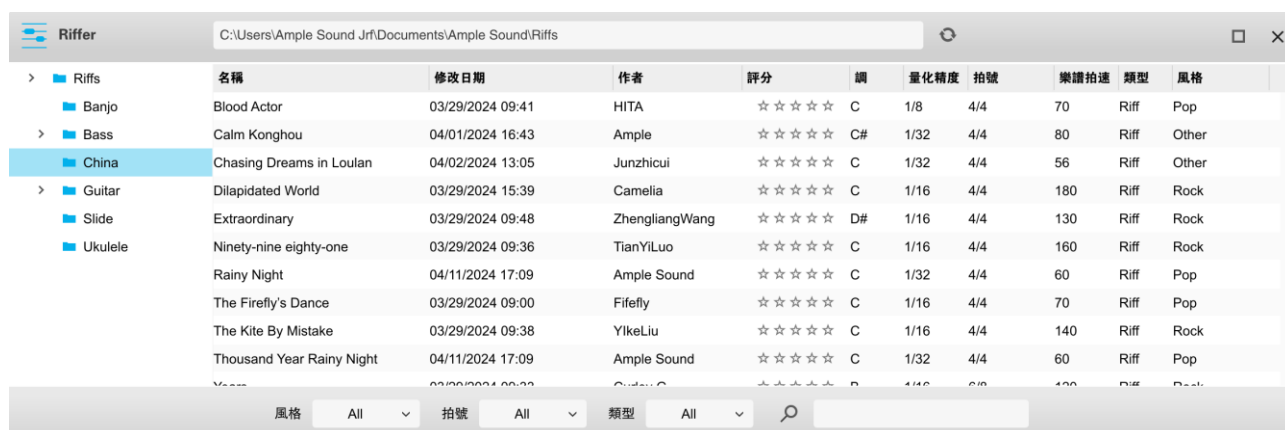 Riffer C:\Users\Ample Sound Jrf\Documents\Ample Sound\Riffs
Riffs 名稱 修改日期 作者 評分 調 量化精度 拍號 樂譜拍速 類型 風格
Banjo Blood Actor 03/29/2024 09:41 HITA ☆☆☆☆☆ C 1/8 4/4 70 Riff Pop
Bass Calm Konghou 04/01/2024 16:43 Ample ☆☆☆☆☆ C# 1/32 4/4 80 Riff Other
China Chasing Dreams in Loulan 04/02/2024 13:05 Junzhicui ☆☆☆☆☆ C 1/32 4/4 56 Riff Other
Guitar Dilapidated World 03/29/2024 15:39 Camelia ☆☆☆☆☆ C 1/16 4/4 180 Riff Rock
Slide Extraordinary 03/29/2024 09:48 ZhengliangWang ☆☆☆☆☆ D# 1/16 4/4 130 Riff Rock
Ukulele Ninety-nine eighty-one 03/29/2024 09:36 TianYiLuo ☆☆☆☆☆ C 1/16 4/4 160 Riff Rock
Rainy Night 04/11/2024 17:09 Ample Sound ☆☆☆☆☆ C 1/32 4/4 60 Riff Pop
The Firefly's Dance 03/29/2024 09:00 Fifefly ☆☆☆☆☆ C 1/16 4/4 70 Riff Pop
The Kite By Mistake 03/29/2024 09:38 YIkeLiu ☆☆☆☆☆ C 1/16 4/4 140 Riff Rock
Thousand Year Rainy Night 04/11/2024 17:09 Ample Sound ☆☆☆☆☆ C 1/32 4/4 60 Riff Pop
風格 All 拍號 All 類型 All